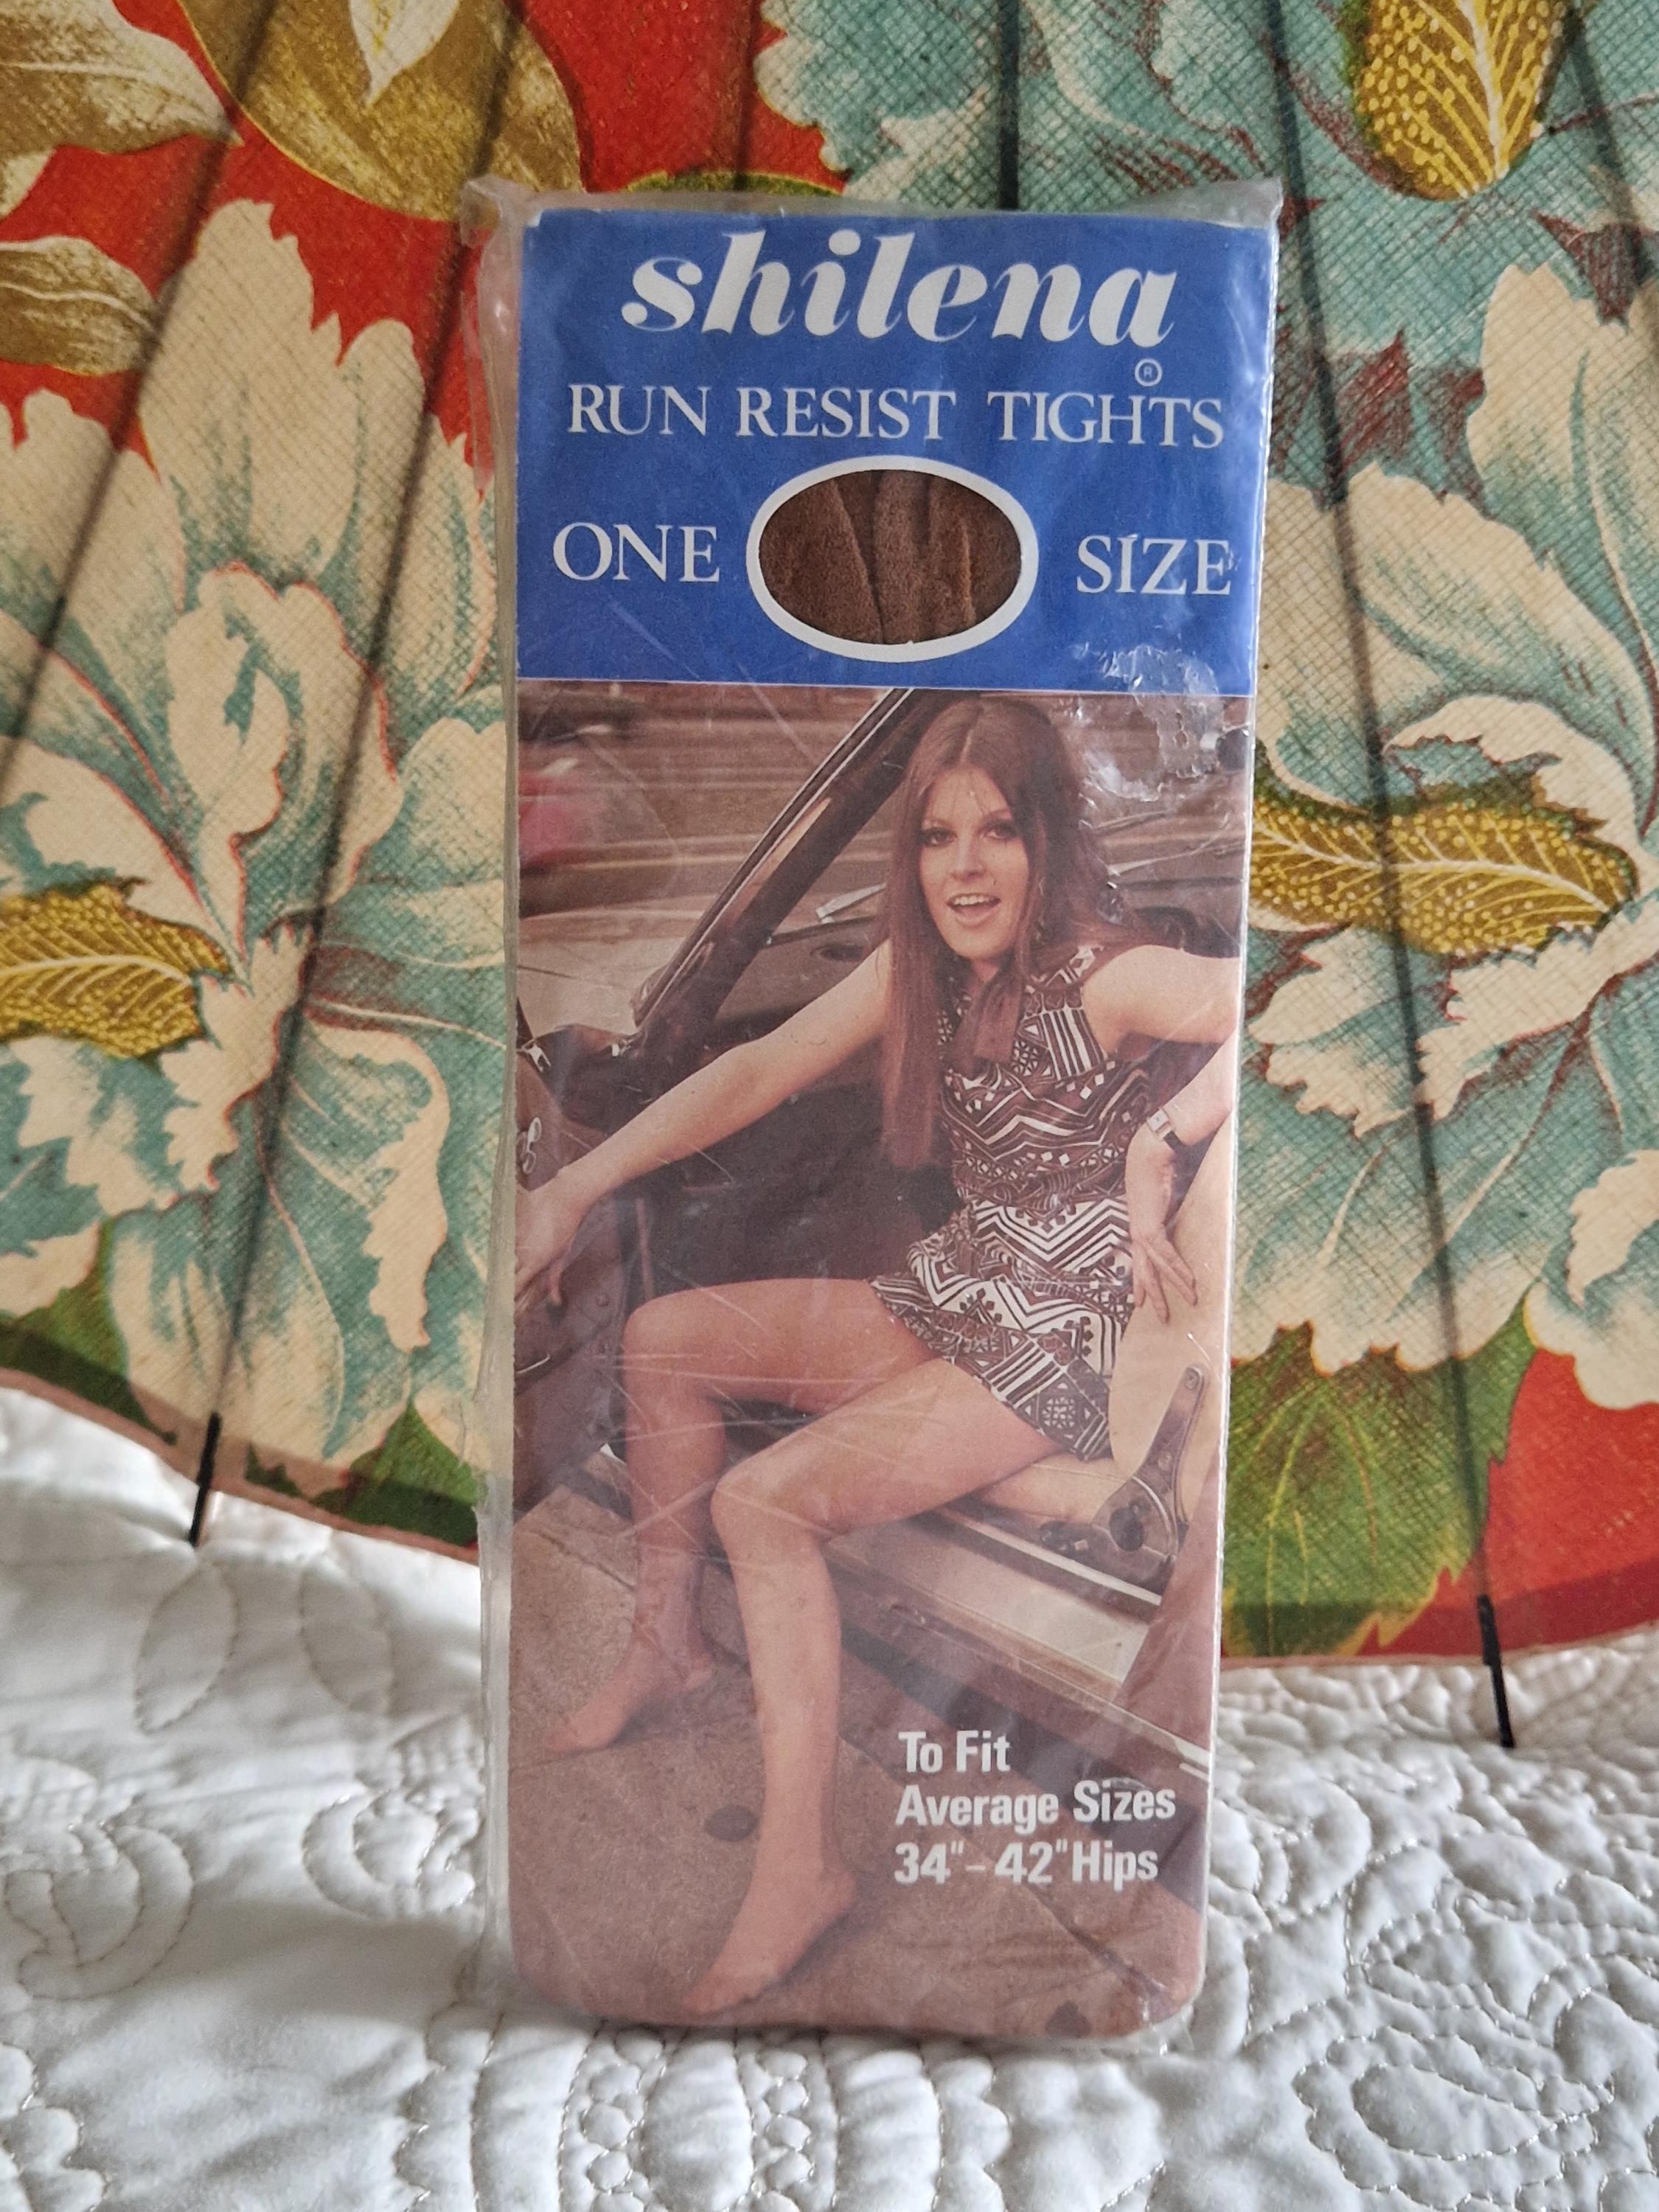 shilena
®
RUN RESIST TIGHTS
ONE SIZE
To Fit
Average Sizes
34"-42" Hips